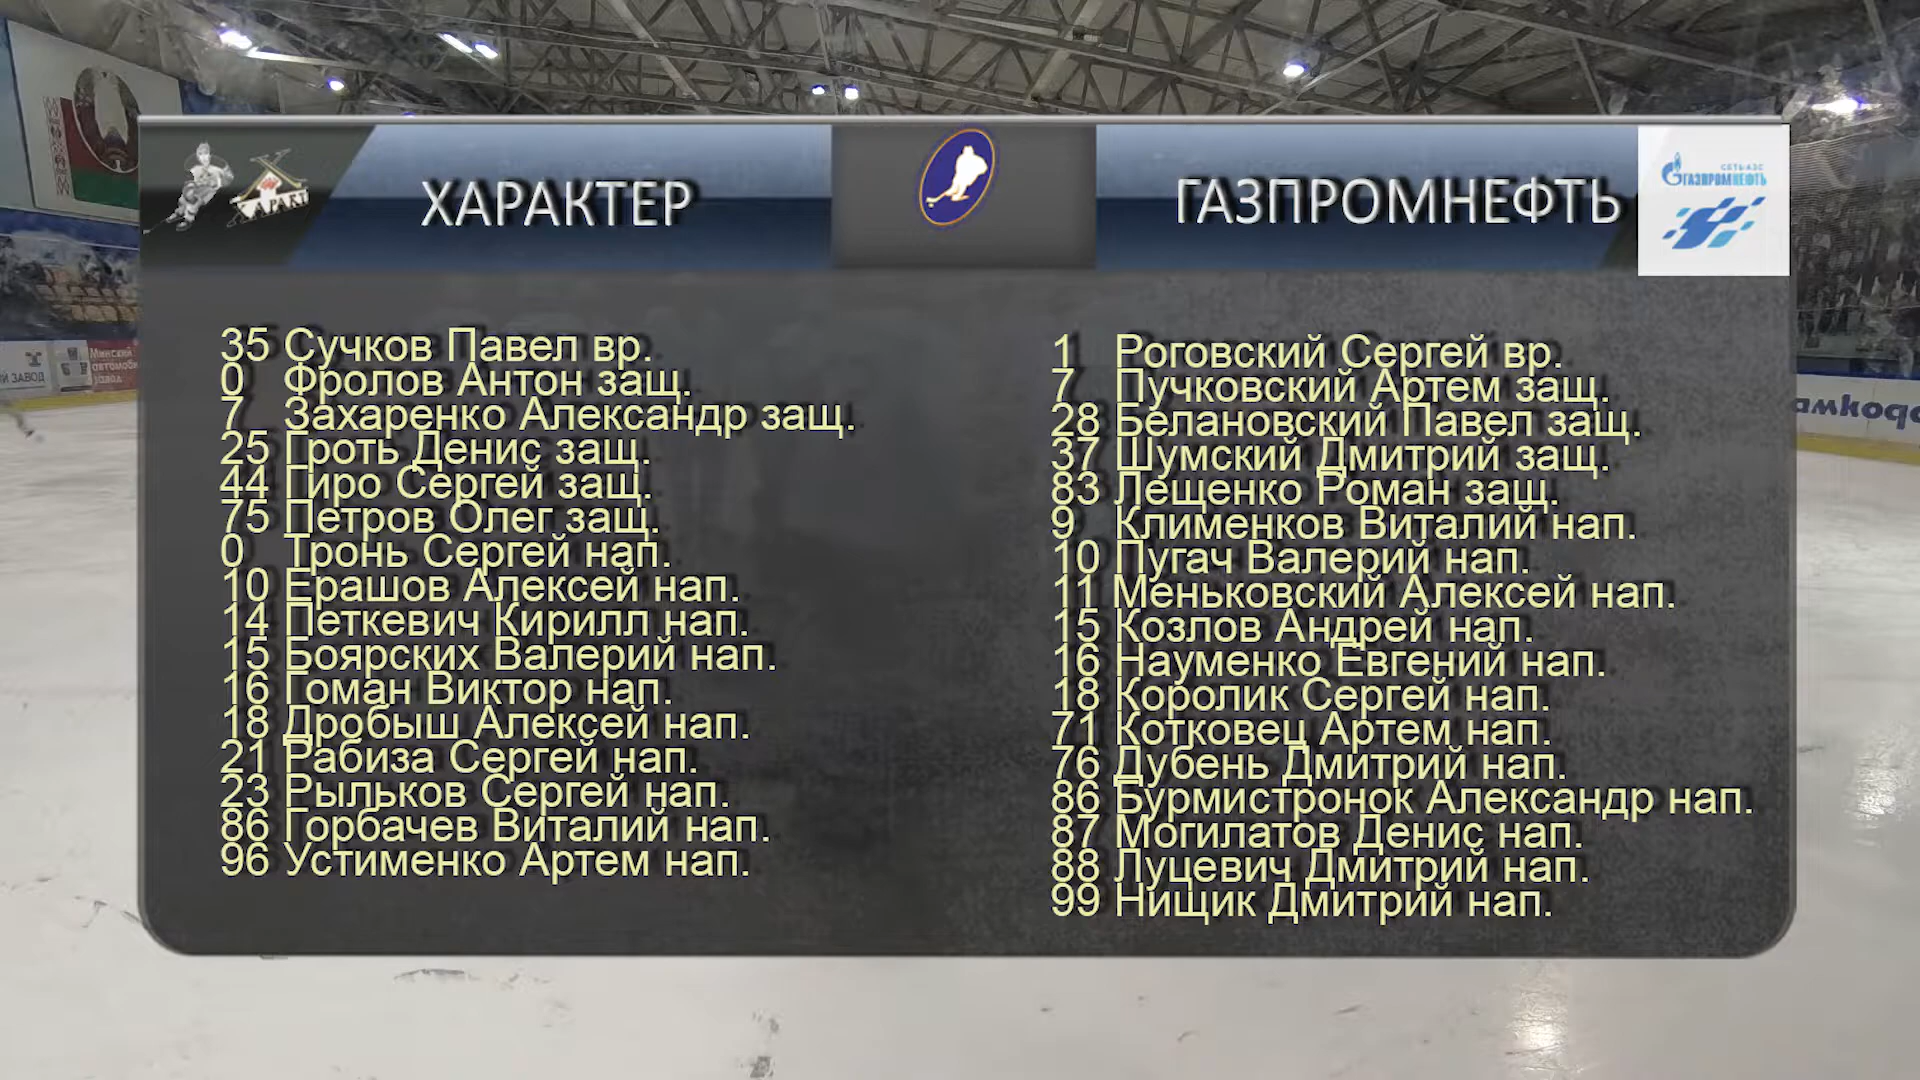 ХАРАКТЕР
ГАЗПРОМНЕФТЬ
СЕТЬ АЗС
ГАЗПРОМНЕФТЬ
35 Сучков Павел вр.
0 Фролов Антон защ.
7 Захаренко Александр защ.
25 Гроть Денис защ.
44 Гиро Сергей защ.
75 Петров Олег защ.
0 Тронь Сергей нап.
10 Ерашов Алексей нап.
14 Петкевич Кирилл нап.
15 Боярских Валерий нап.
16 Гоман Виктор нап.
18 Дробыш Алексей нап.
21 Рабиза Сергей нап.
23 Рыльков Сергей нап.
86 Горбачев Виталий нап.
96 Устименко Артем нап.
1 Роговский Сергей вр.
7 Пучковский Артем защ.
28 Белановский Павел защ.
37 Шумский Дмитрий защ.
83 Лещенко Роман защ.
9 Клименков Виталий нап.
10 Пугач Валерий нап.
11 Меньковский Алексей нап.
15 Козлов Андрей нап.
16 Науменко Евгений нап.
18 Королик Сергей нап.
71 Котковец Артем нап.
76 Дубень Дмитрий нап.
86 Бурмистронок Александр нап.
87 Могилатов Денис нап.
88 Луцевич Дмитрий нап.
99 Нищик Дмитрий нап.
Минский
автомоби
завод
ЗАВОД